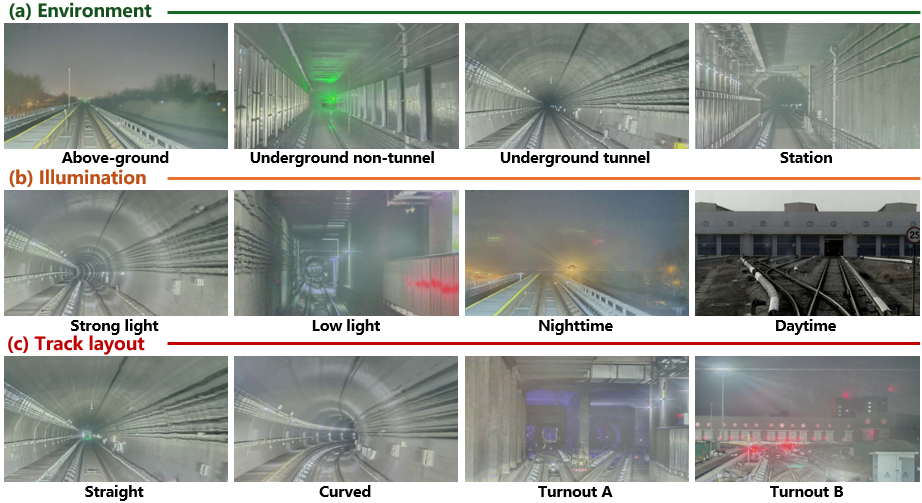 (a) Environment
Above-ground
Underground non-tunnel
Underground tunnel
Station
(b) Illumination
25
Strong light
Low light
Nighttime
Daytime
(c) Track layout
Straight
Curved
Turnout A
Turnout B